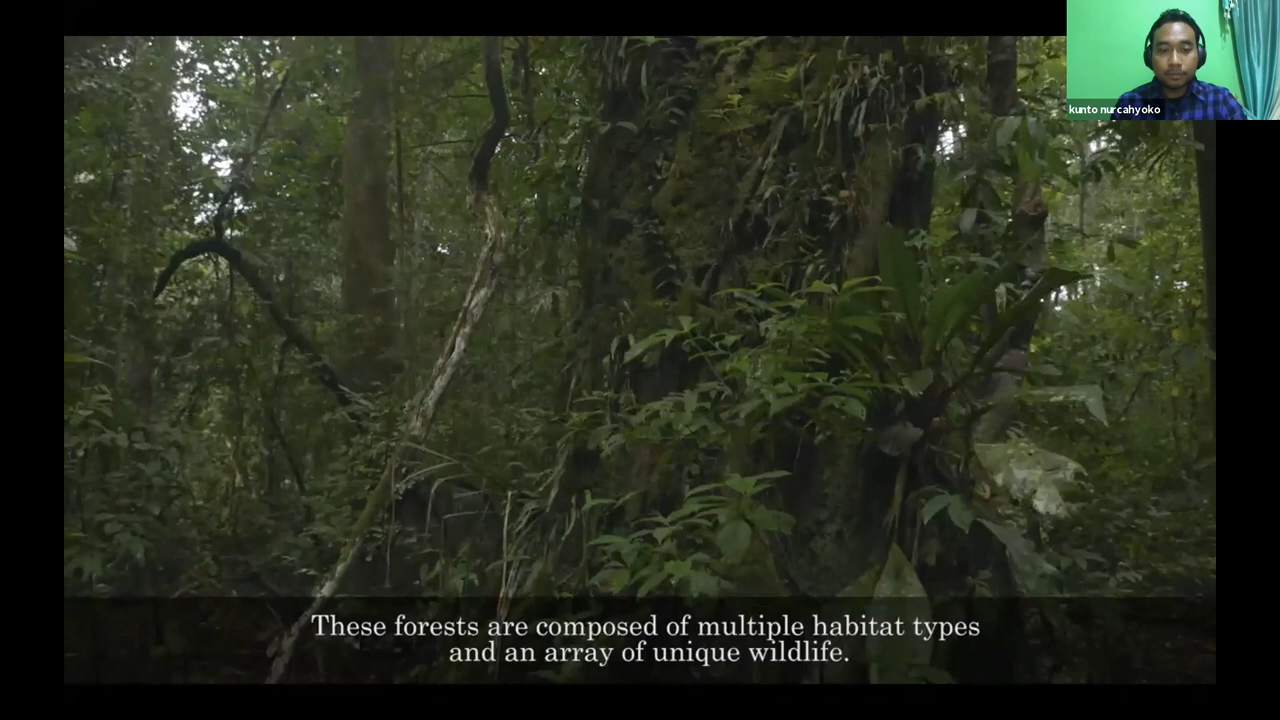 kunto nurcahyoko
These forests are composed of multiple habitat types
and an array of unique wildlife.